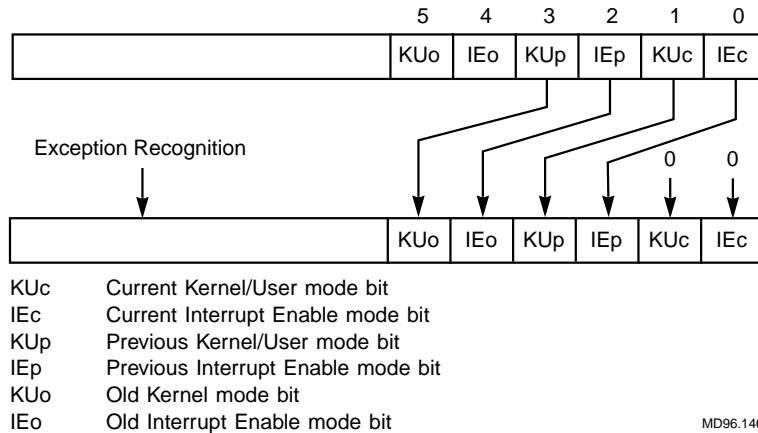 5 4 3 2 1 0
KUo IEo KUp IEp KUc IEc
Exception Recognition
0 0
KUo IEo KUp IEp KUc IEc
KUc Current Kernel/User mode bit
IEc Current Interrupt Enable mode bit
KUp Previous Kernel/User mode bit
IEp Previous Interrupt Enable mode bit
KUo Old Kernel mode bit
IEo Old Interrupt Enable mode bit
MD96.146